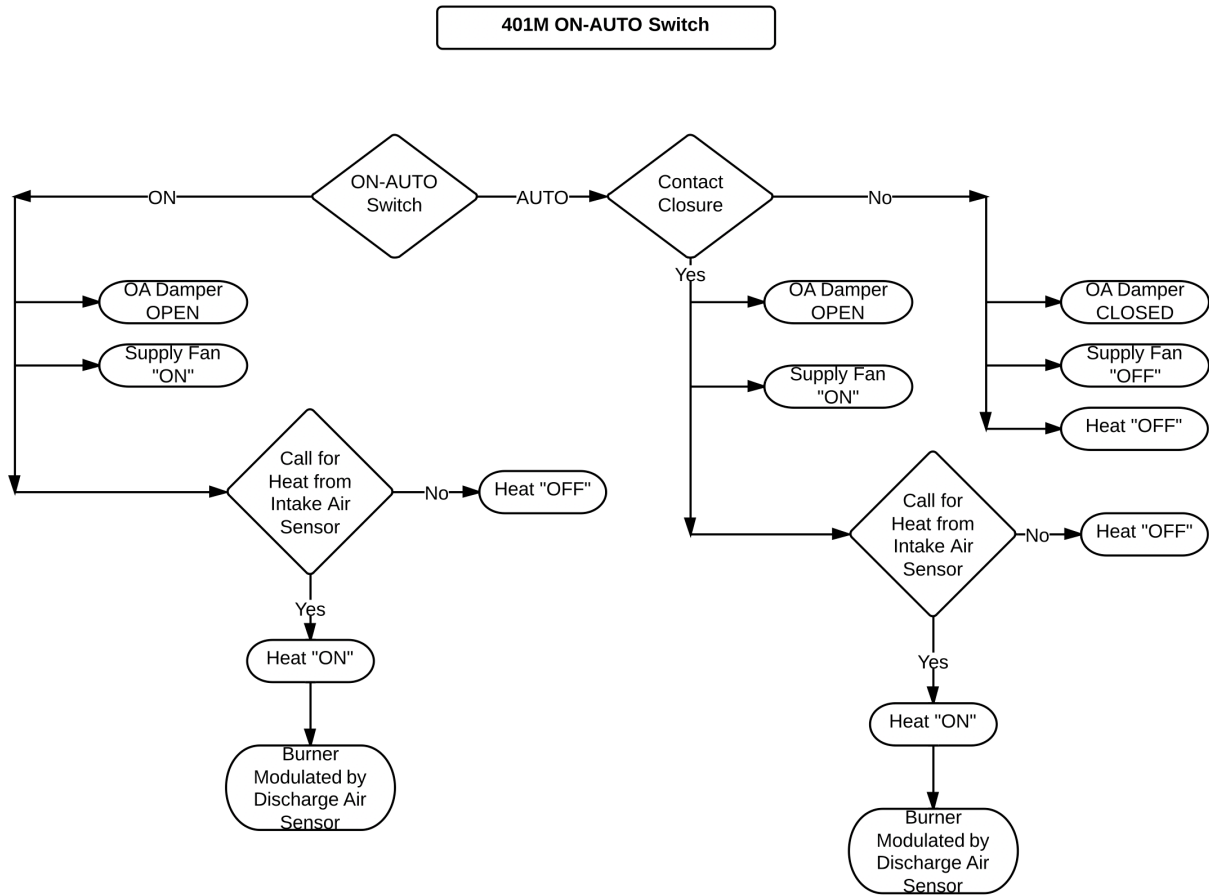 401M ON-AUTO Switch
ON-AUTO
Switch
ON
AUTO
Contact
Closure
No
Yes
OA Damper
OPEN
Supply Fan
"ON"
Call for
Heat from
Intake Air
Sensor
No
Heat "OFF"
Yes
Heat "ON"
Burner
Modulated by
Discharge Air
Sensor
OA Damper
OPEN
Supply Fan
"ON"
Call for
Heat from
Intake Air
Sensor
No
Heat "OFF"
Yes
Heat "ON"
Burner
Modulated by
Discharge Air
Sensor
OA Damper
CLOSED
Supply Fan
"OFF"
Heat "OFF"